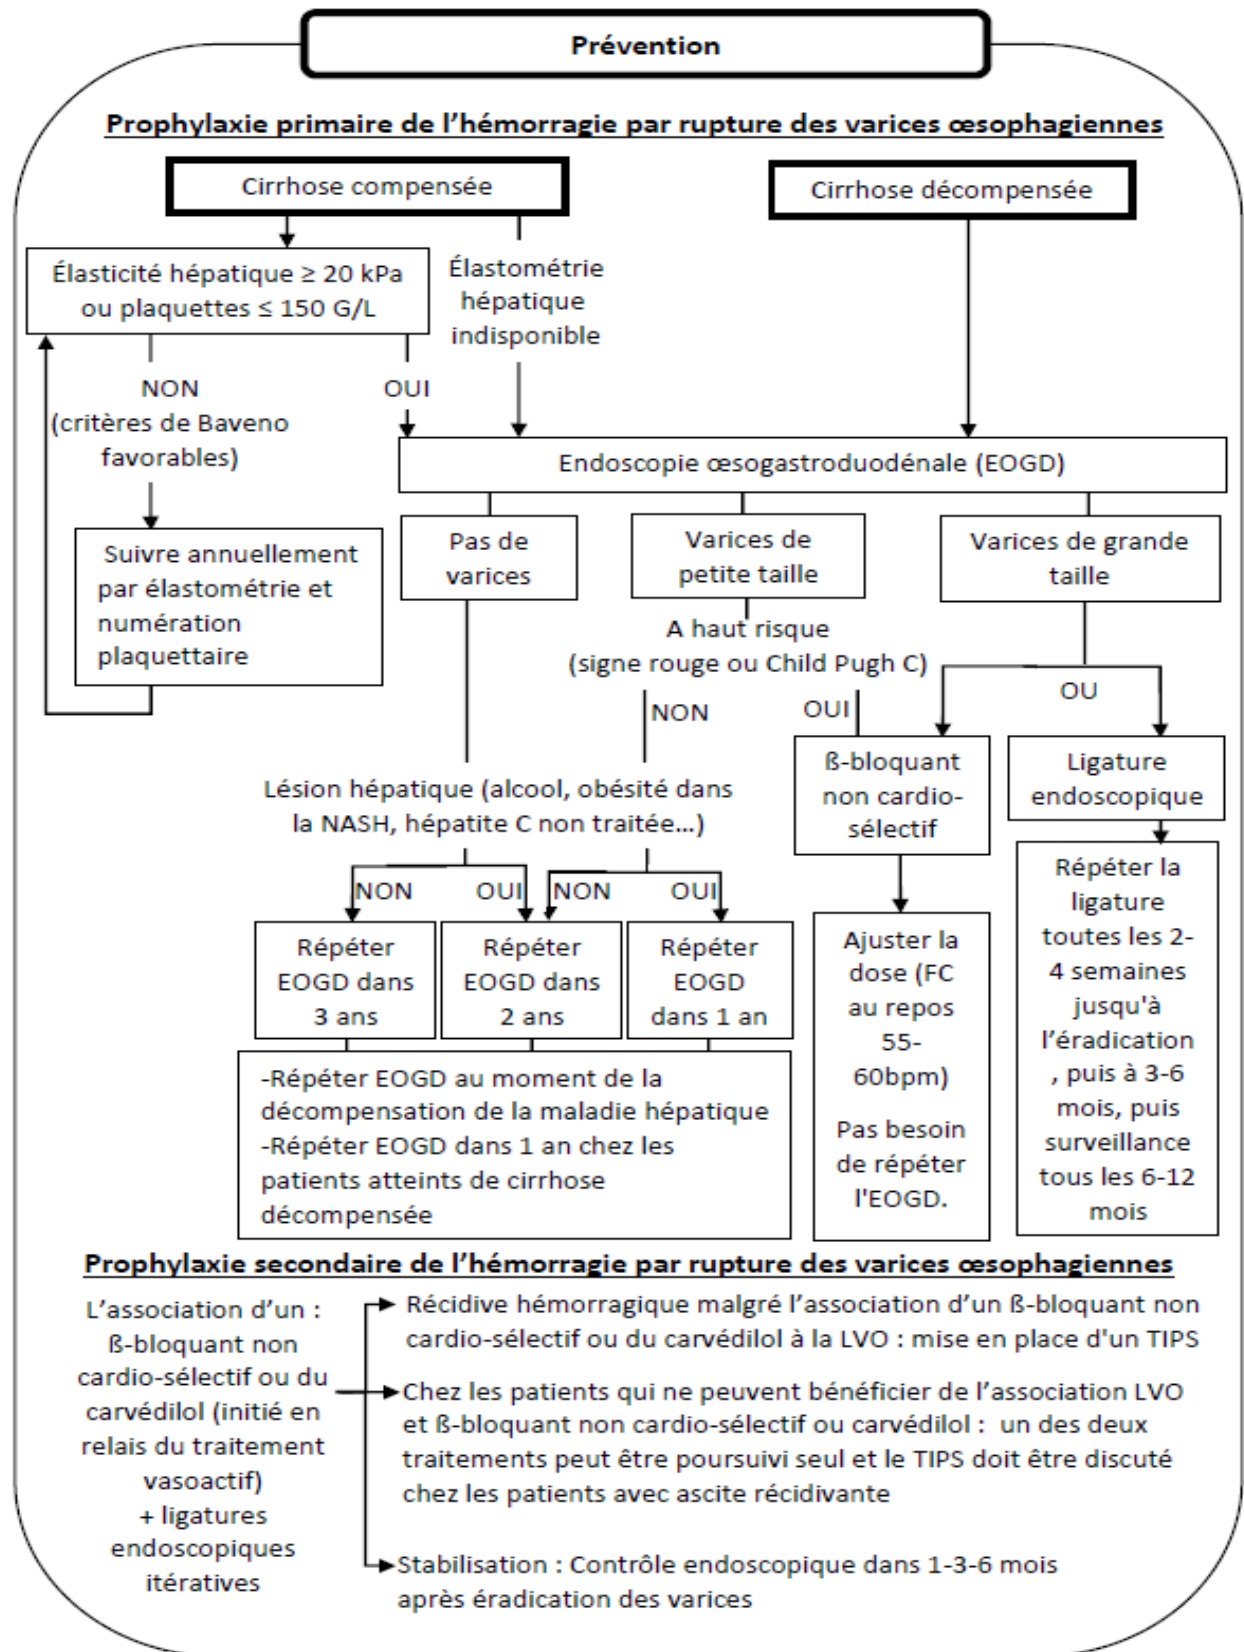 Prévention
Prophylaxie primaire de l’hémorragie par rupture des varices œsophagiennes
Cirrhose compensée
Cirrhose décompensée
Élasticité hépatique ≥ 20 kPa
ou plaquettes ≤ 150 G/L
Élastométrie
hépatique
indisponible
NON
(critères de Baveno
favorables)
OUI
Endoscopie œsogastroduodénale (EOGD)
Suivre annuellement
par élastométrie et
numération
plaquettaire
Pas de
varices
Varices de
petite taille
Varices de grande
taille
A haut risque
(signe rouge ou Child Pugh C)
NON
OUI
OU
Lésion hépatique (alcool, obésité dans
la NASH, hépatite C non traitée...)
ß-bloquant
non cardio-
sélectif
Ligature
endoscopique
NON
OUI
NON
OUI
Répéter
EOGD dans
3 ans
Répéter
EOGD dans
2 ans
Répéter
EOGD
dans 1 an
-Répéter EOGD au moment de la
décompensation de la maladie hépatique
-Répéter EOGD dans 1 an chez les
patients atteints de cirrhose
décompensée
Ajuster la
dose (FC
au repos
55-
60bpm)
Pas besoin
de répéter
l'EOGD.
Répéter la
ligature
toutes les 2-
4 semaines
jusqu'à
l’éradication
, puis à 3-6
mois, puis
surveillance
tous les 6-12
mois
Prophylaxie secondaire de l’hémorragie par rupture des varices œsophagiennes
L’association d’un :
ß-bloquant non
cardio-sélectif ou du
carvédilol (initié en
relais du traitement
vasoactif)
+ ligatures
endoscopiques
itératives
Récidive hémorragique malgré l’association d’un ß-bloquant non
cardio-sélectif ou du carvédilol à la LVO : mise en place d'un TIPS
Chez les patients qui ne peuvent bénéficier de l’association LVO
et ß-bloquant non cardio-sélectif ou carvédilol : un des deux
traitements peut être poursuivi seul et le TIPS doit être discuté
chez les patients avec ascite récidivante
Stabilisation : Contrôle endoscopique dans 1-3-6 mois
après éradication des varices